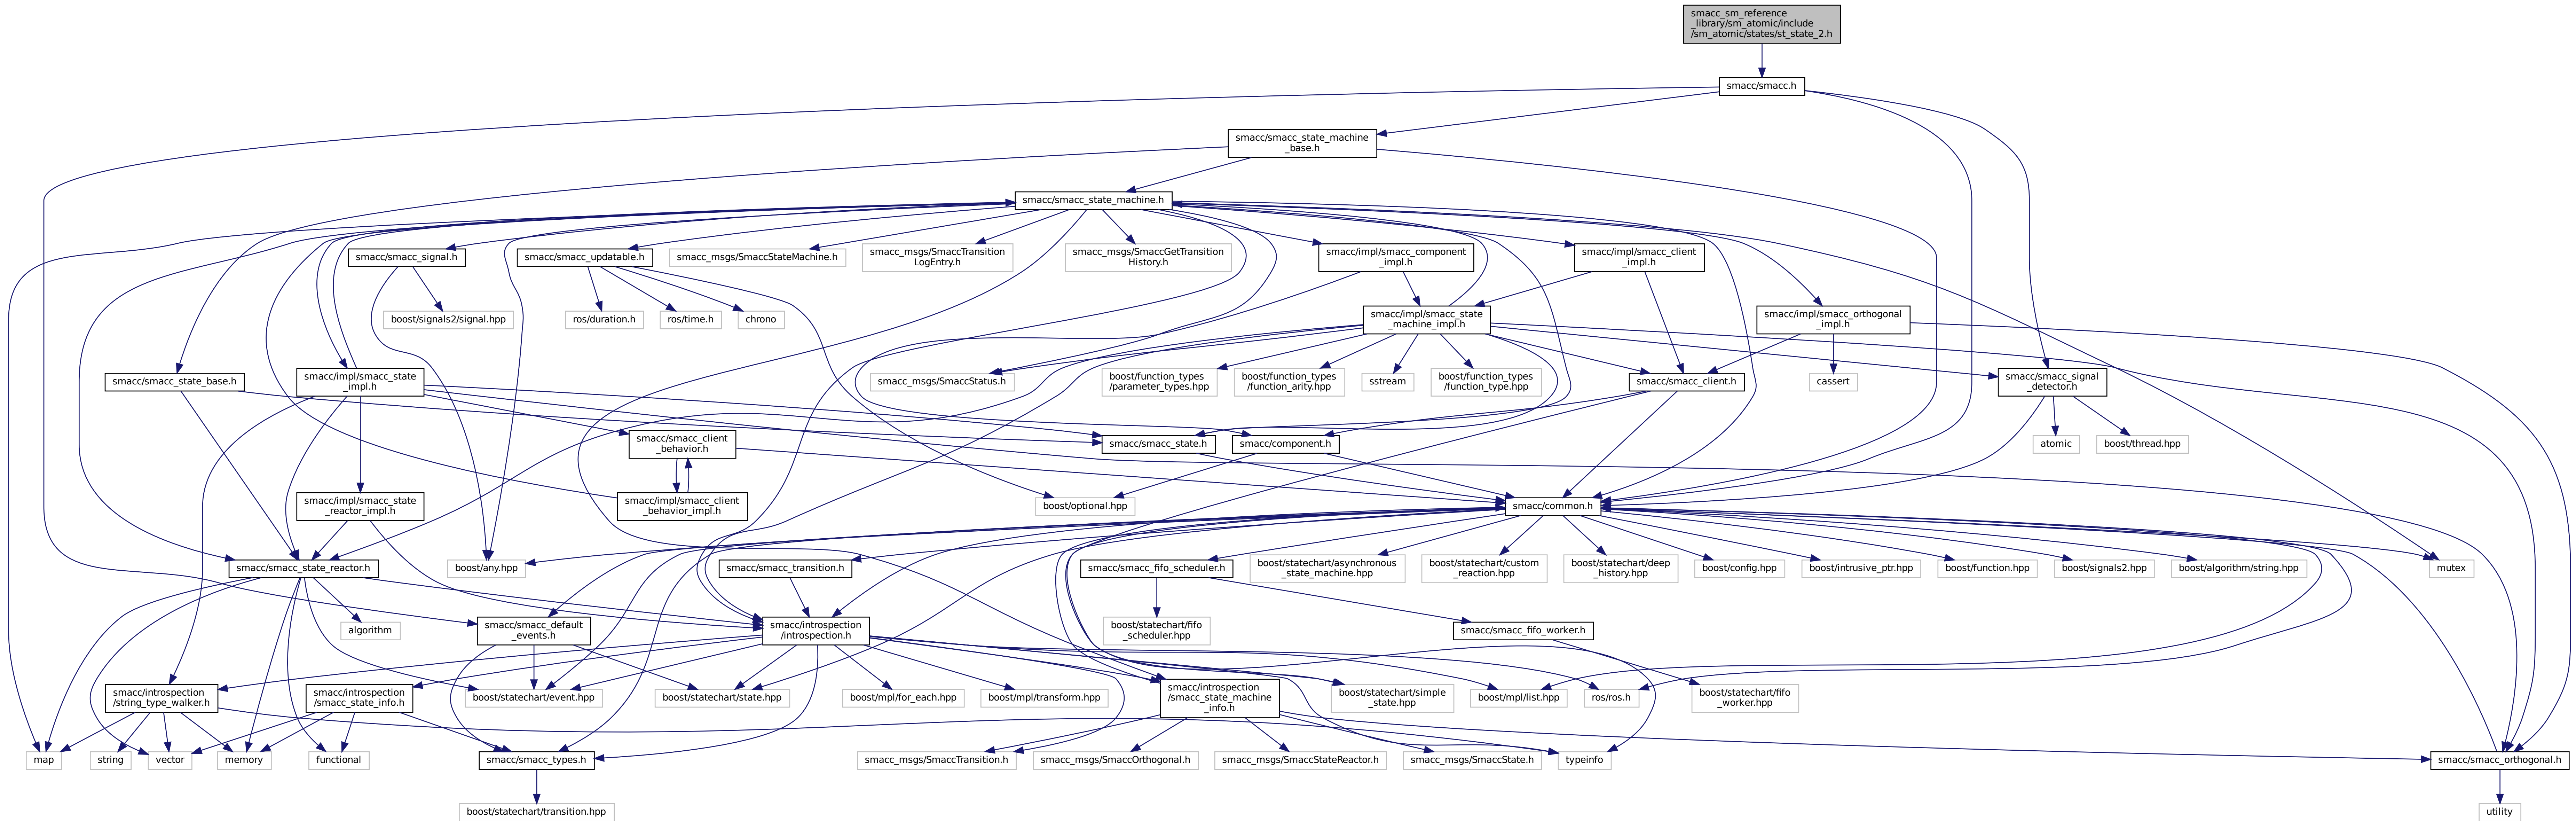 smacc_sm_reference
_library/sm_atomic/include
/sm_atomic/states/st_state_2.h
smacc/smacc.h
smacc/smacc_state_machine
_base.h
smacc/smacc_state_machine.h
smacc/smacc_signal.h
smacc/smacc_updatable.h
smacc_msgs/SmaccStateMachine.h
smacc_msgs/SmaccTransition
LogEntry.h
smacc_msgs/SmaccGetTransition
History.h
smacc/impl/smacc_component
_impl.h
smacc/impl/smacc_client
_impl.h
boost/signals2/signal.hpp
ros/duration.h
ros/time.h
chrono
smacc/impl/smacc_state
_machine_impl.h
smacc/impl/smacc_orthogonal
_impl.h
smacc/smacc_state_base.h
smacc/impl/smacc_state
_impl.h
smacc_msgs/SmaccStatus.h
boost/function_types
/parameter_types.hpp
boost/function_types
/function_arity.hpp
sstream
boost/function_types
/function_type.hpp
smacc/smacc_client.h
cassert
smacc/smacc_signal
_detector.h
smacc/smacc_client
_behavior.h
smacc/smacc_state.h
smacc/component.h
atomic
boost/thread.hpp
smacc/impl/smacc_state
_reactor_impl.h
smacc/impl/smacc_client
_behavior_impl.h
boost/optional.hpp
smacc/common.h
smacc/smacc_state_reactor.h
boost/any.hpp
smacc/smacc_transition.h
smacc/smacc_fifo_scheduler.h
boost/statechart/asynchronous
_state_machine.hpp
boost/statechart/custom
_reaction.hpp
boost/statechart/deep
_history.hpp
boost/config.hpp
boost/intrusive_ptr.hpp
boost/function.hpp
boost/signals2.hpp
boost/algorithm/string.hpp
mutex
algorithm
smacc/smacc_default
_events.h
smacc/introspection
/introspection.h
boost/statechart/fifo
_scheduler.hpp
smacc/smacc_fifo_worker.h
smacc/introspection
/string_type_walker.h
smacc/introspection
/smacc_state_info.h
boost/statechart/event.hpp
boost/statechart/state.hpp
boost/mpl/for_each.hpp
boost/mpl/transform.hpp
smacc/introspection
/smacc_state_machine
_info.h
boost/statechart/simple
_state.hpp
boost/mpl/list.hpp
ros/ros.h
boost/statechart/fifo
_worker.hpp
map
string
vector
memory
functional
smacc/smacc_types.h
smacc_msgs/SmaccTransition.h
smacc_msgs/SmaccOrthogonal.h
smacc_msgs/SmaccStateReactor.h
smacc_msgs/SmaccState.h
typeinfo
smacc/smacc_orthogonal.h
boost/statechart/transition.hpp
utility